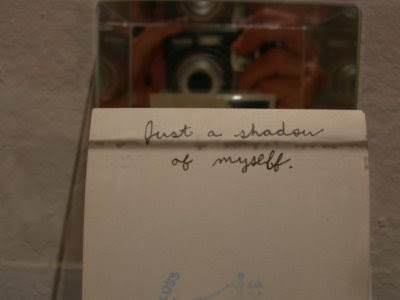 Just a shadow
of myself.